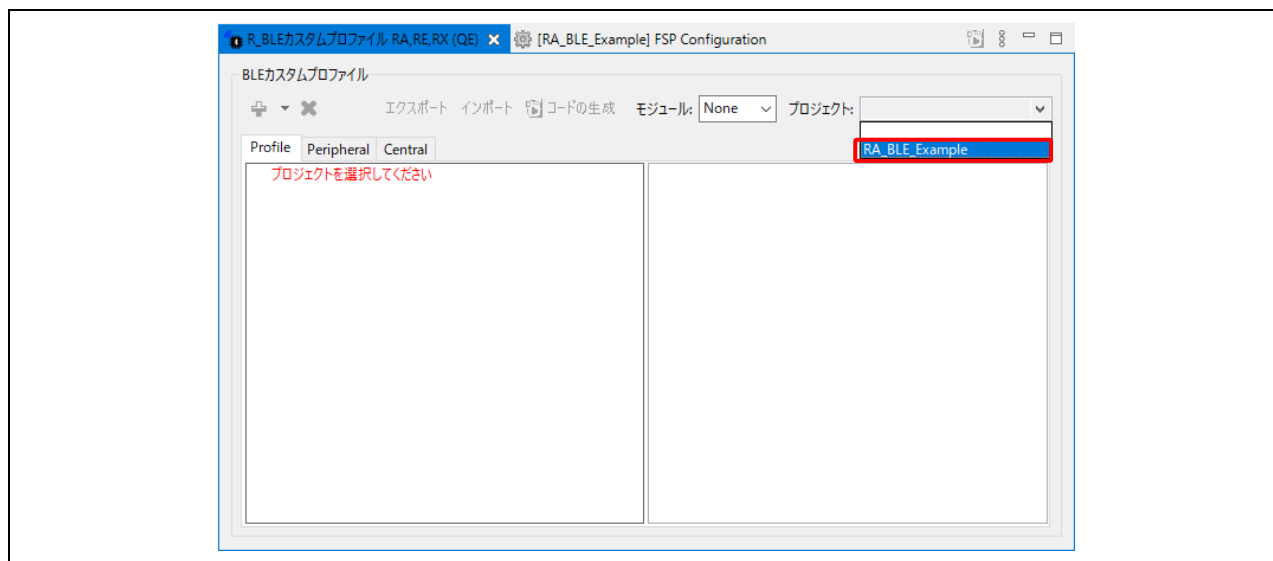 R_BLEカスタムプロファイル RA,RE,RX (QE) [RA_BLE_Example] FSP Configuration
BLEカスタムプロファイル
エクスポート インポート コードの生成 モジュール: None プロジェクト:
Profile Peripheral Central RA_BLE_Example
プロジェクトを選択してください